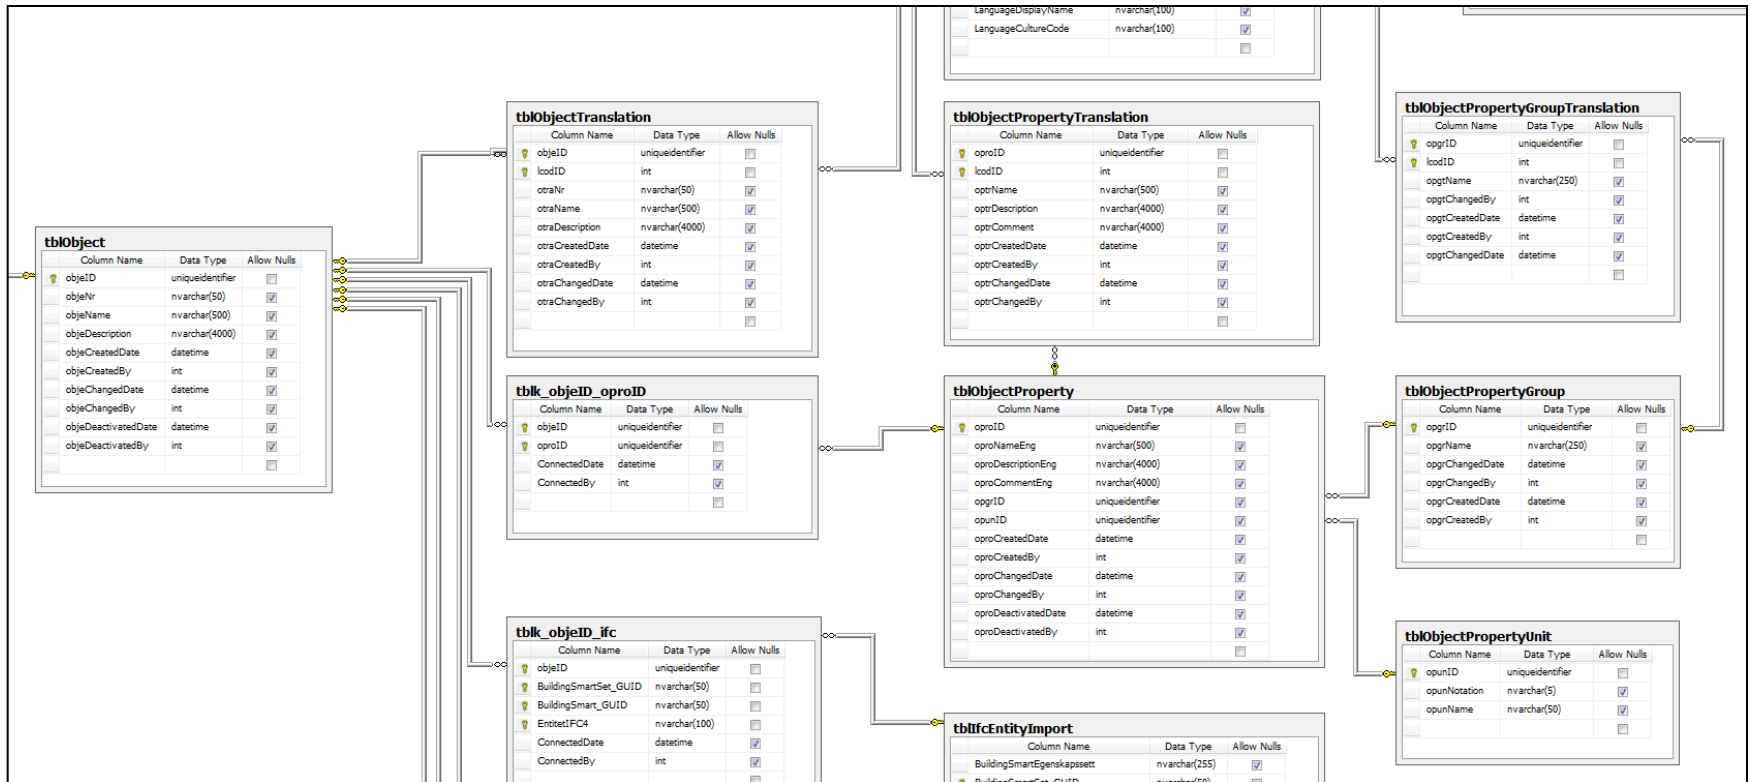 LanguageDisplayName nvarchar(100)
LanguageCultureCode nvarchar(100)
tblObject
Column Name Data Type Allow Nulls
objeID uniqueidentifier
objeNr nvarchar(50)
objeName nvarchar(500)
objeDescription nvarchar(4000)
objeCreatedDate datetime
objeCreatedBy int
objeChangedDate datetime
objeChangedBy int
objeDeactivatedDate datetime
objeDeactivatedBy int
tblObjectTranslation
Column Name Data Type Allow Nulls
objeID uniqueidentifier
lcodID int
otraNr nvarchar(50)
otraName nvarchar(500)
otraDescription nvarchar(4000)
otraCreatedDate datetime
otraCreatedBy int
otraChangedDate datetime
otraChangedBy int
tblk_objeID_oproID
Column Name Data Type Allow Nulls
objeID uniqueidentifier
oproID uniqueidentifier
ConnectedDate datetime
ConnectedBy int
tblk_objeID_ifc
Column Name Data Type Allow Nulls
objeID uniqueidentifier
BuildingSmartSet_GUID nvarchar(50)
BuildingSmart_GUID nvarchar(50)
EntitetIFC4 nvarchar(100)
ConnectedDate datetime
ConnectedBy int
tblObjectPropertyTranslation
Column Name Data Type Allow Nulls
oproID uniqueidentifier
lcodID int
optrName nvarchar(500)
optrDescription nvarchar(4000)
optrComment nvarchar(4000)
optrCreatedDate datetime
optrCreatedBy int
optrChangedDate datetime
optrChangedBy int
tblObjectProperty
Column Name Data Type Allow Nulls
oproID uniqueidentifier
oproNameEng nvarchar(500)
oproDescriptionEng nvarchar(4000)
oproCommentEng nvarchar(4000)
opgrID uniqueidentifier
opunID uniqueidentifier
oproCreatedDate datetime
oproCreatedBy int
oproChangedDate datetime
oproChangedBy int
oproDeactivatedDate datetime
oproDeactivatedBy int
tblIfcEntityImport
Column Name Data Type Allow Nulls
BuildingSmartEgenskapssett nvarchar(255)
BuildingSmartSet_GUID nvarchar(50)
tblObjectPropertyGroupTranslation
Column Name Data Type Allow Nulls
opgrID uniqueidentifier
lcodID int
opgtName nvarchar(250)
opgtChangedBy int
opgtCreatedDate datetime
opgtCreatedBy int
opgtChangedDate datetime
tblObjectPropertyGroup
Column Name Data Type Allow Nulls
opgrID uniqueidentifier
opgrName nvarchar(250)
opgrChangedDate datetime
opgrChangedBy int
opgrCreatedDate datetime
opgrCreatedBy int
tblObjectPropertyUnit
Column Name Data Type Allow Nulls
opunID uniqueidentifier
opunNotation nvarchar(5)
opunName nvarchar(50)